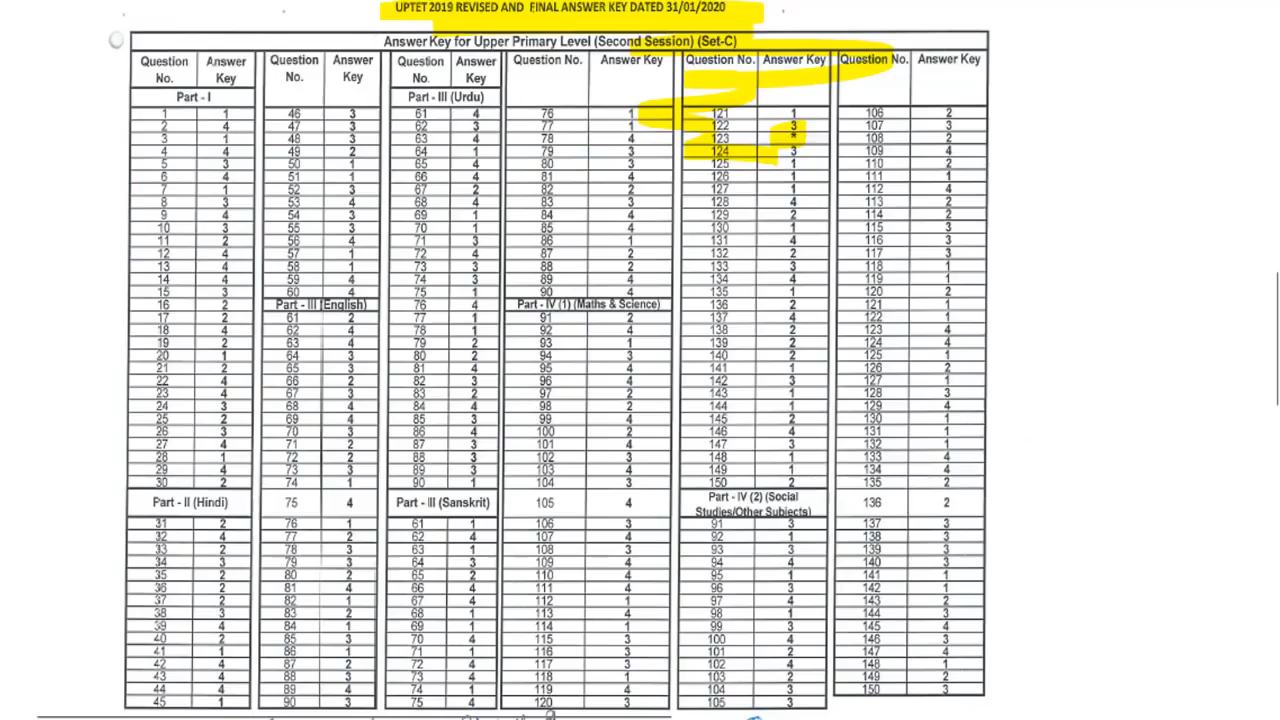 UPTET 2019 REVISED AND FINAL ANSWER KEY DATED 31/01/2020
Answer Key for Upper Primary Level (Second Session) (Set-C)
Question No. Answer Key Question No. Answer Key Question No. Answer Key Question No. Answer Key Question No. Answer Key Question No. Answer Key
Part - I Part - III (Urdu)
1 1 46 3 61 4 76 1 121 1 106 2
2 4 47 3 62 3 77 1 122 3 107 3
3 1 48 3 63 4 78 4 123 * 108 2
4 4 49 2 64 1 79 3 124 3 109 4
5 3 50 1 65 4 80 3 125 1 110 2
6 4 51 1 66 4 81 4 126 1 111 1
7 1 52 3 67 2 82 2 127 1 112 4
8 3 53 4 68 4 83 3 128 4 113 2
9 4 54 3 69 1 84 4 129 2 114 2
10 3 55 3 70 1 85 4 130 1 115 3
11 2 56 4 71 3 86 1 131 4 116 3
12 4 57 1 72 4 87 2 132 2 117 3
13 4 58 1 73 3 88 2 133 3 118 1
14 4 59 4 74 3 89 4 134 4 119 1
15 3 60 4 75 1 90 4 135 1 120 2
16 2 Part - III (English) 76 4 Part - IV (1) (Maths & Science) 136 2 121 1
17 2 61 2 77 1 91 2 137 4 122 1
18 4 62 4 78 1 92 4 138 2 123 4
19 2 63 4 79 2 93 1 139 2 124 4
20 1 64 3 80 2 94 3 140 2 125 1
21 2 65 3 81 4 95 4 141 1 126 2
22 4 66 2 82 3 96 4 142 3 127 1
23 4 67 3 83 2 97 2 143 1 128 3
24 3 68 4 84 4 98 2 144 1 129 4
25 2 69 4 85 3 99 4 145 2 130 1
26 3 70 3 86 4 100 2 146 4 131 1
27 4 71 2 87 3 101 4 147 3 132 1
28 1 72 2 88 3 102 3 148 1 133 4
29 4 73 3 89 3 103 4 149 1 134 4
30 2 74 1 90 1 104 3 150 2 135 2
Part - II (Hindi) 75 4 Part - III (Sanskrit) 105 4 Part - IV (2) (Social Studies/Other Subjects) 136 2
31 2 76 1 61 1 106 3 91 3 137 3
32 4 77 2 62 4 107 4 92 1 138 3
33 2 78 3 63 1 108 3 93 3 139 3
34 3 79 3 64 3 109 4 94 4 140 3
35 2 80 2 65 2 110 4 95 1 141 1
36 2 81 4 66 4 111 4 96 3 142 1
37 2 82 1 67 4 112 1 97 4 143 2
38 3 83 2 68 1 113 4 98 1 144 3
39 4 84 1 69 1 114 1 99 3 145 4
40 2 85 3 70 4 115 3 100 4 146 3
41 1 86 1 71 1 116 3 101 2 147 4
42 4 87 2 72 4 117 3 102 4 148 1
43 4 88 3 73 4 118 1 103 2 149 2
44 4 89 4 74 1 119 4 104 3 150 3
45 1 90 3 75 4 120 3 105 3